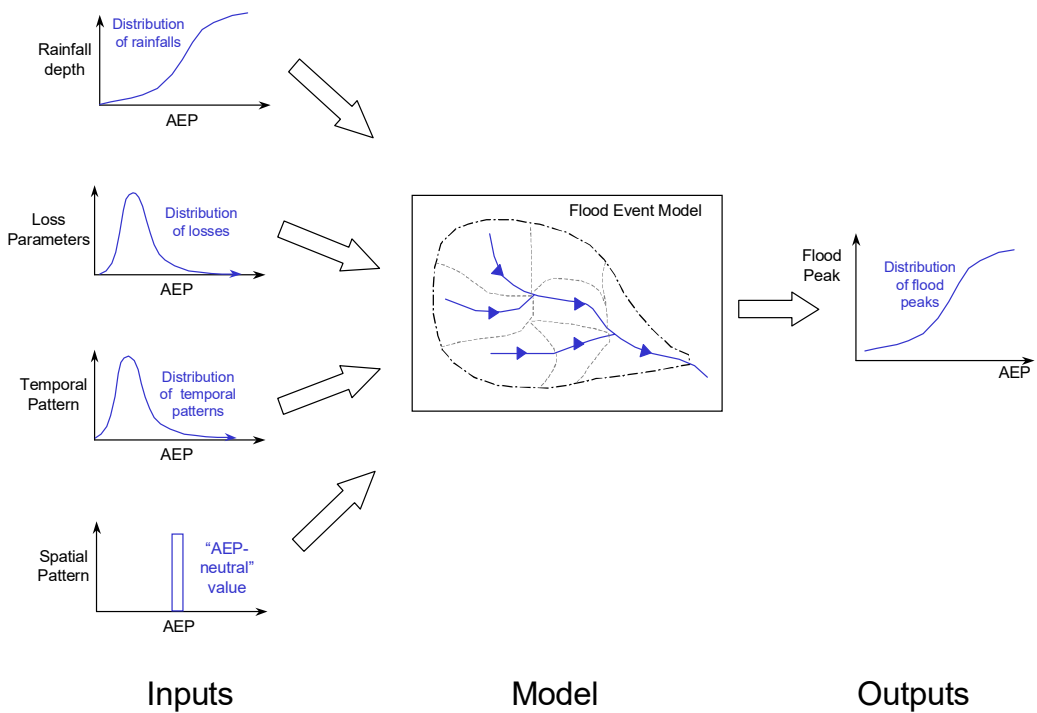 Rainfall
depth
Distribution
of rainfalls
AEP
Loss
Parameters
Distribution
of losses
AEP
Temporal
Pattern
Distribution
of temporal
patterns
AEP
Spatial
Pattern
“AEP-
neutral”
value
AEP
Flood Event Model
Flood
Peak
Distribution
of flood
peaks
AEP
Inputs
Model
Outputs